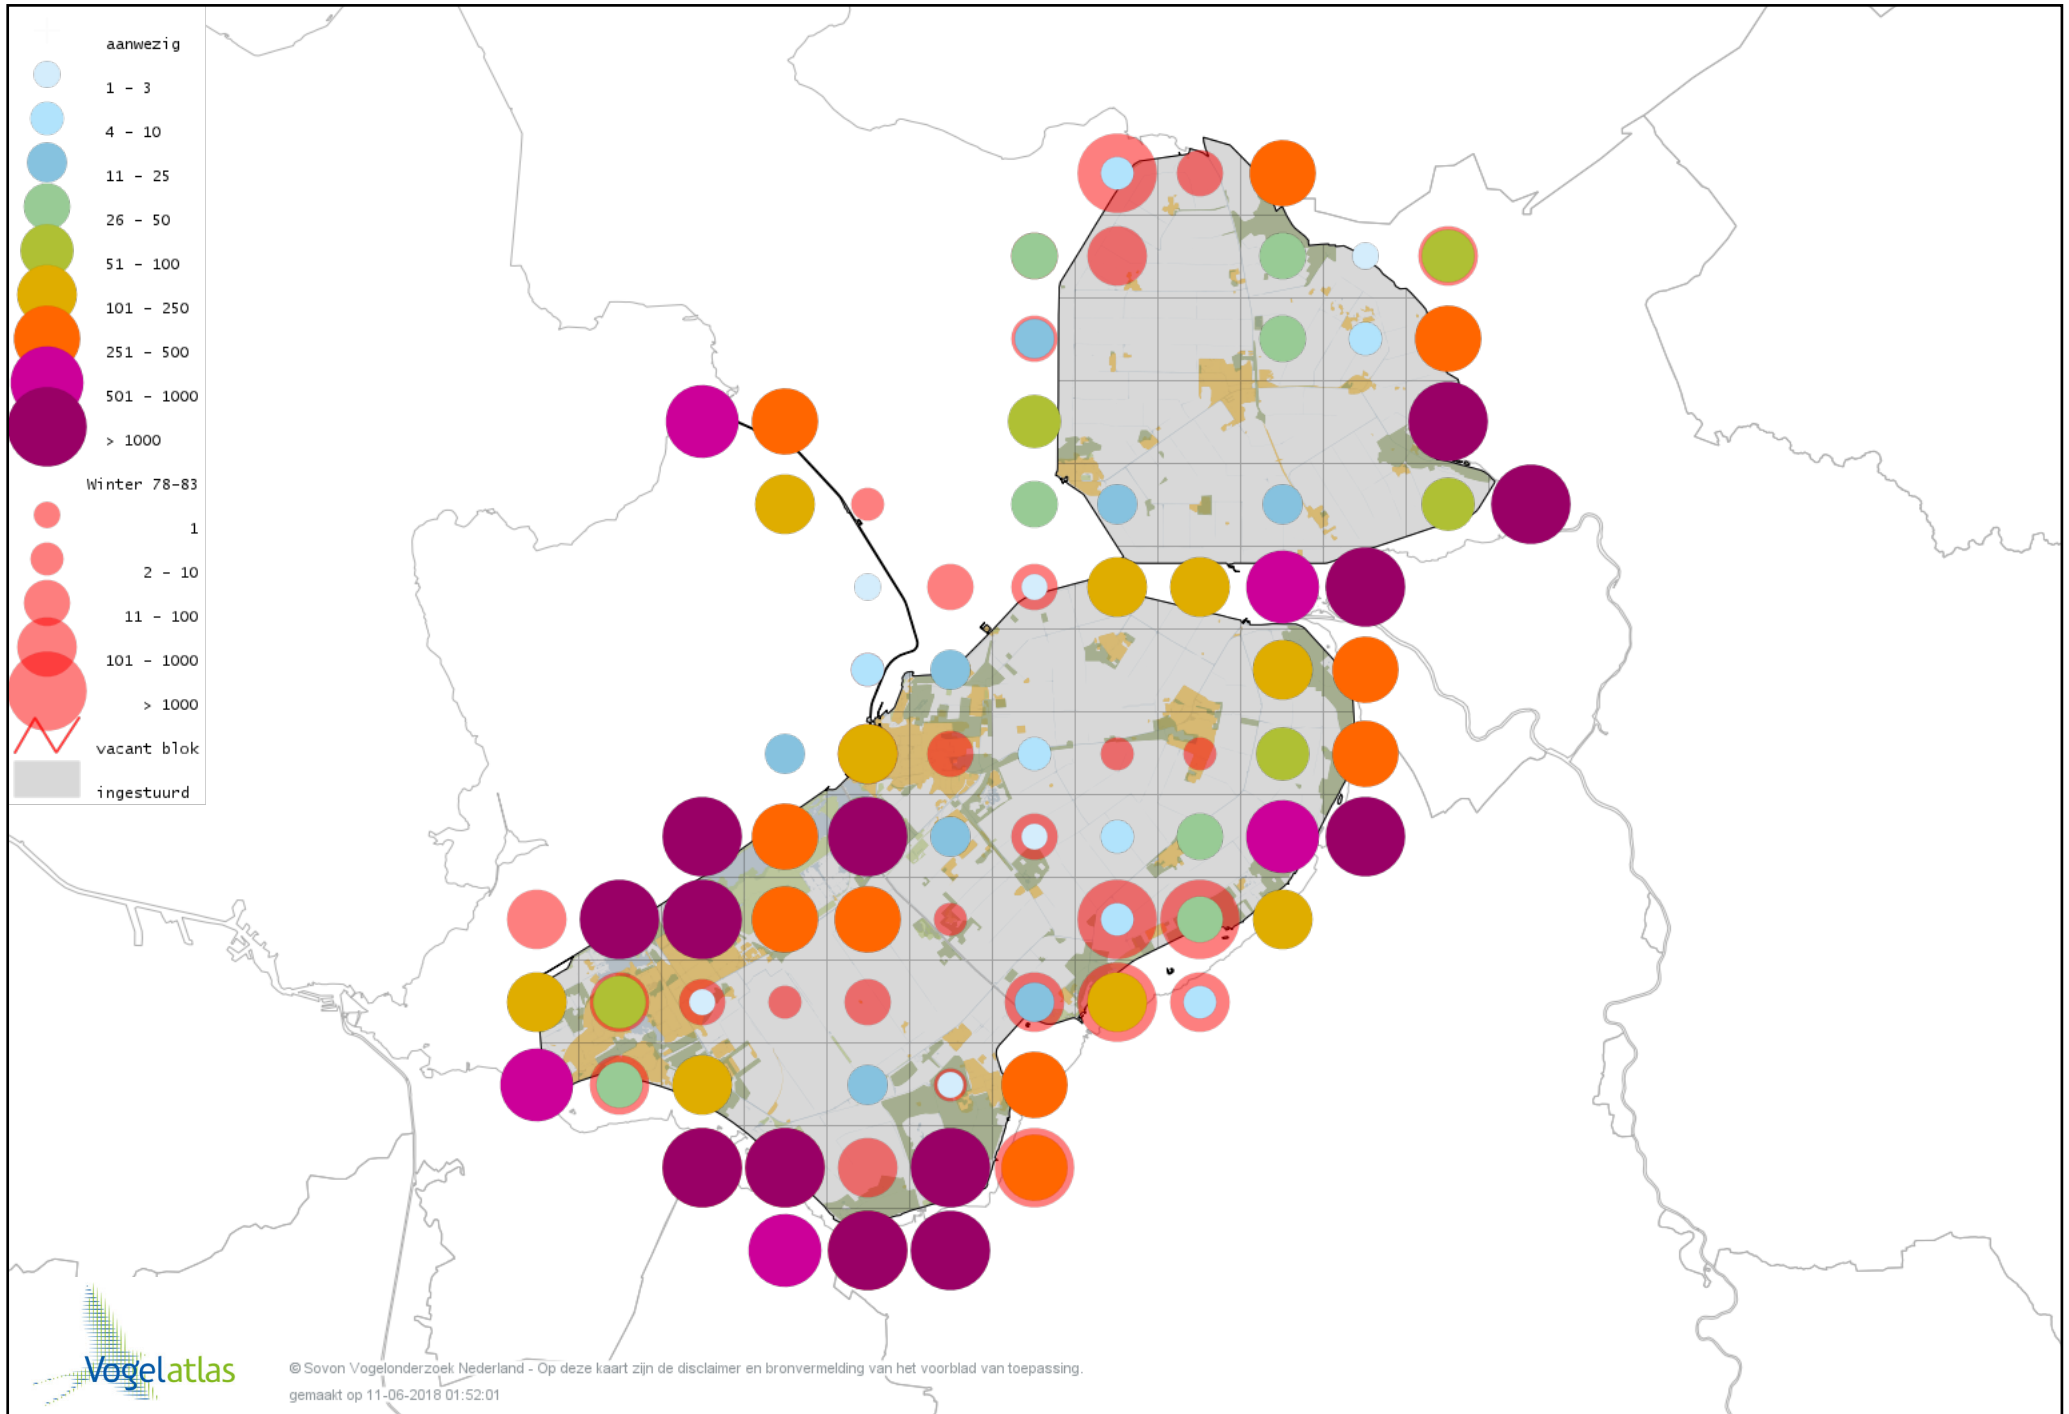 aanwezig
1 - 3
4 - 10
11 - 25
26 - 50
51 - 100
101 - 250
251 - 500
501 - 1000
> 1000
Winter 78-83
1
2 - 10
11 - 100
101 - 1000
> 1000
vacant blok
ingestuurd
Vogelatlas
© Sovon Vogelonderzoek Nederland - Op deze kaart zijn de disclaimer en bronvermelding van het voorblad van toepassing.
gemaakt op 11-06-2018 01:52:01